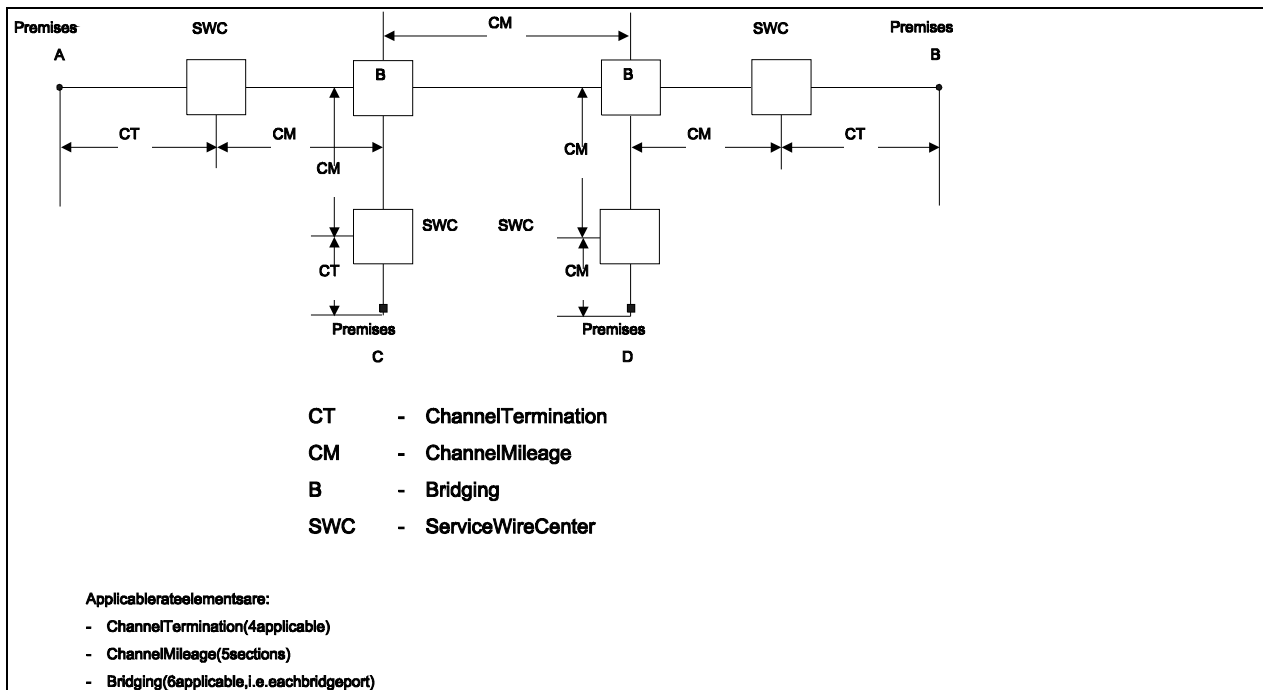 Premises SWC CM SWC Premises
A B B B
CT CM CM CM CM CT
SWC SWC
CT CM
Premises Premises
C D
CT - ChannelTermination
CM - ChannelMileage
B - Bridging
SWC - ServiceWireCenter
Applicablerateelementsare:
- ChannelTermination(4applicable)
- ChannelMileage(5sections)
- Bridging(6applicable,i.e.eachbridgeport)